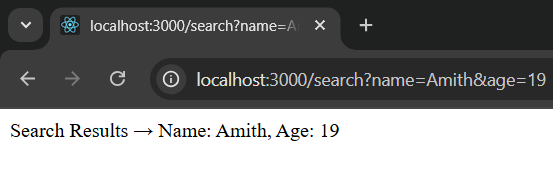 localhost:3000/search?name=A
localhost:3000/search?name=Amith&age=19
Search Results → Name: Amith, Age: 19